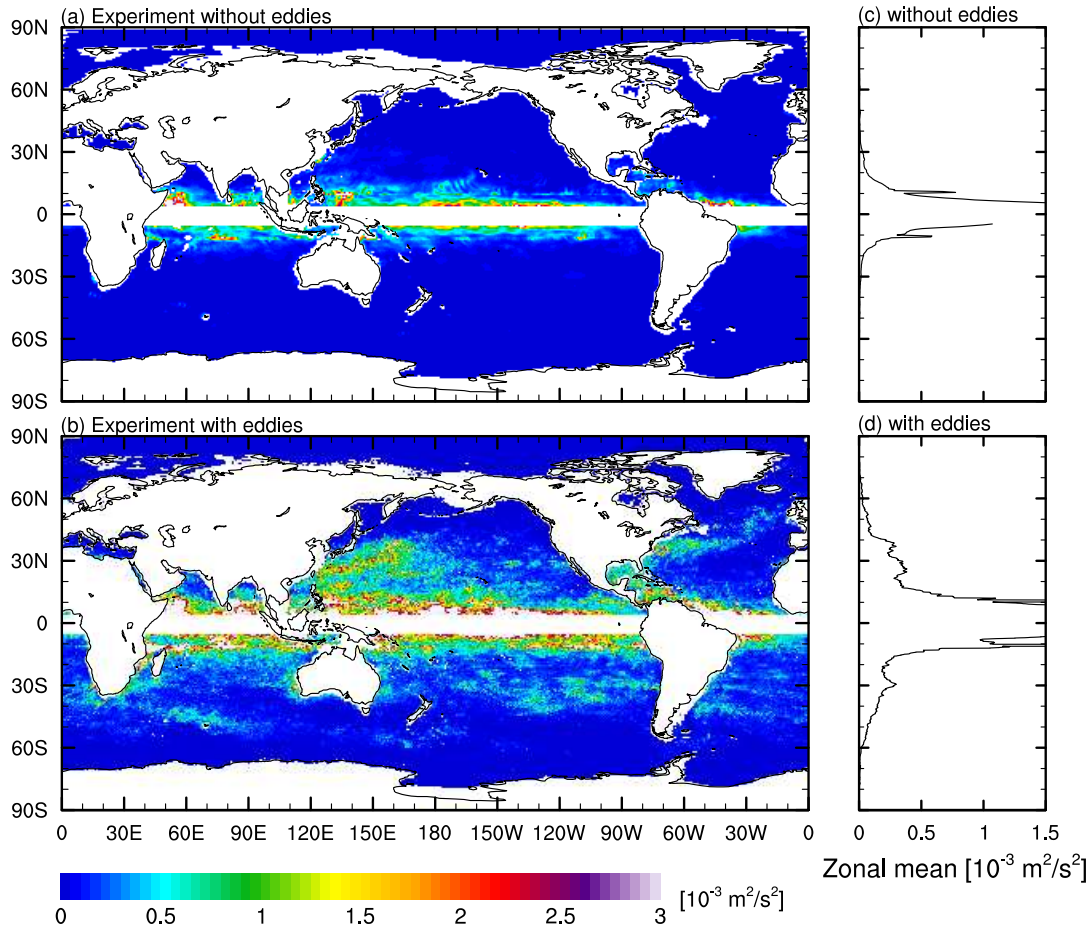 (a) Experiment without eddies
(c) without eddies
90N
60N
30N
0
30S
60S
90S
(b) Experiment with eddies
(d) with eddies
90N
60N
30N
0
30S
60S
90S
0 30E 60E 90E 120E 150E 180 150W 120W 90W 60W 30W 0
0 0.5 1 1.5
Zonal mean [10⁻³ m²/s²]
0 0.5 1 1.5 2 2.5 3
[10⁻³ m²/s²]